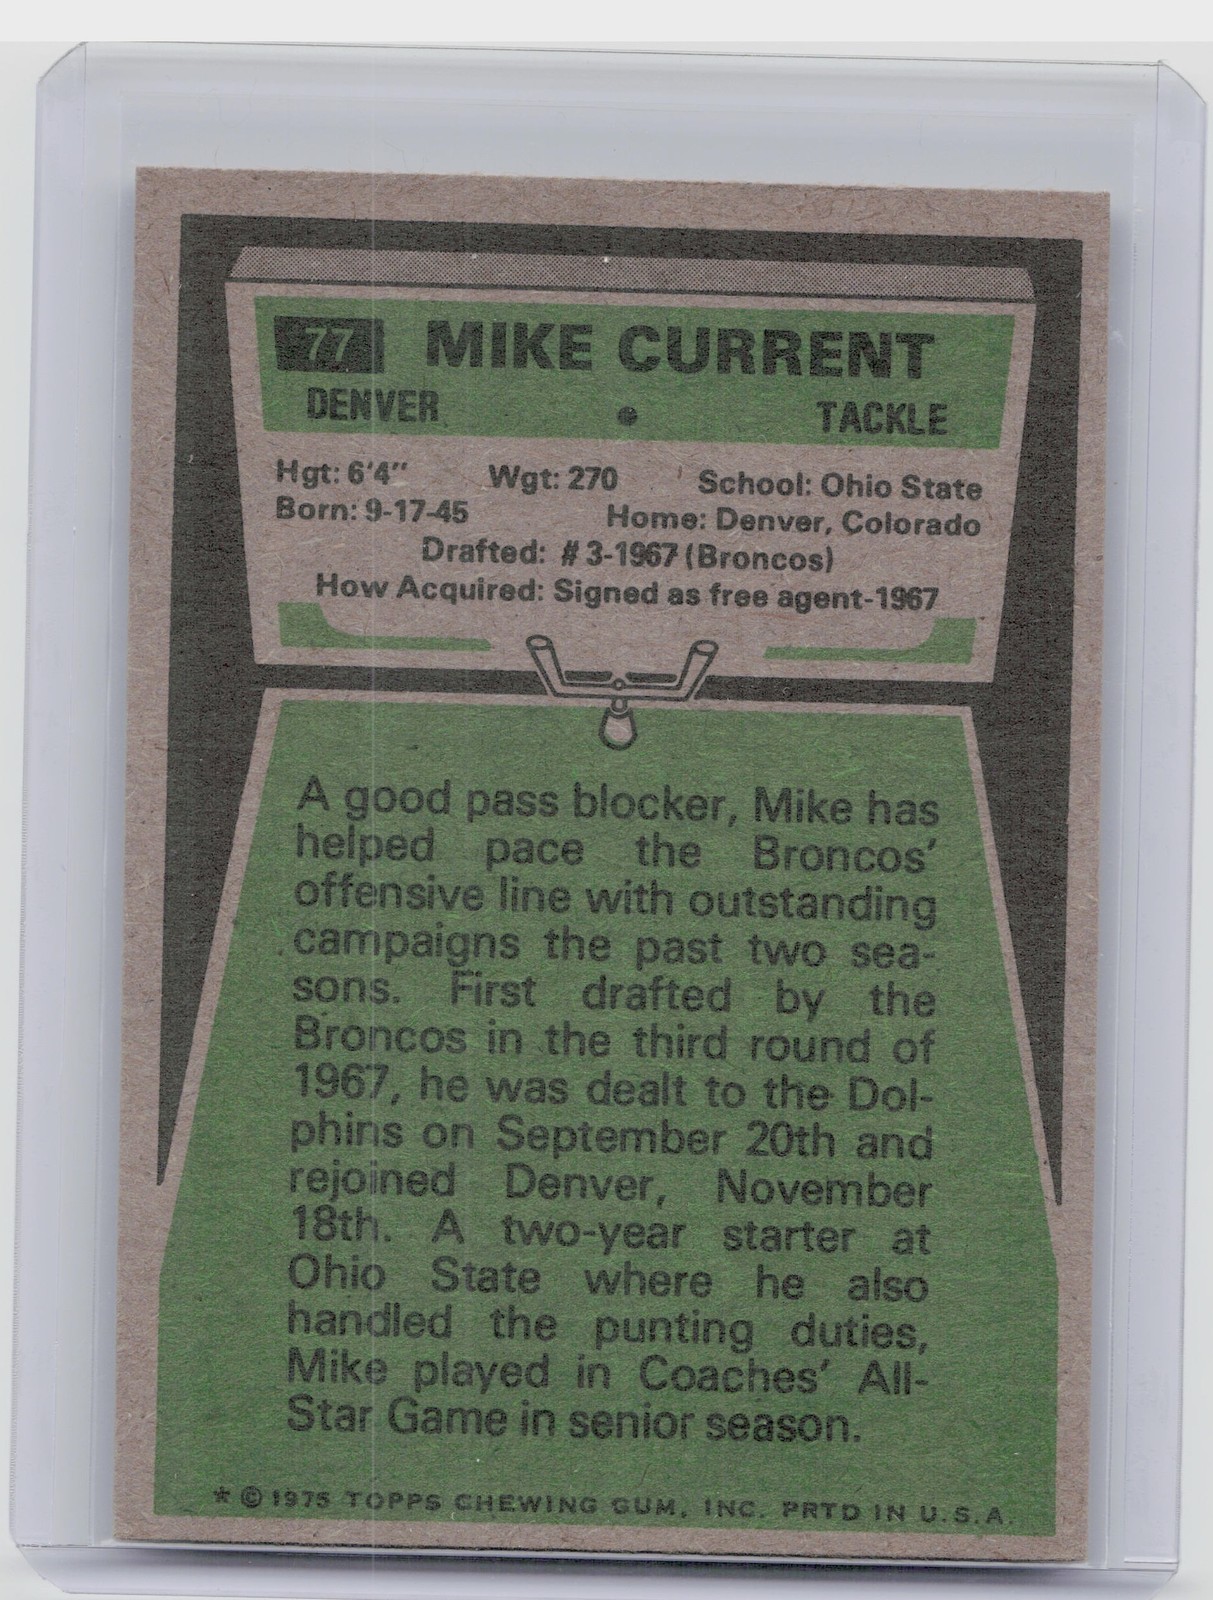 77 MIKE CURRENT
DENVER • TACKLE
Hgt: 6'4" Wgt: 270 School: Ohio State
Born: 9-17-45 Home: Denver, Colorado
Drafted: #3-1967 (Broncos)
How Acquired: Signed as free agent-1967
A good pass blocker, Mike has
helped pace the Broncos'
offensive line with outstanding
campaigns the past two sea-
sons. First drafted by the
Broncos in the third round of
1967, he was dealt to the Dol-
phins on September 20th and
rejoined Denver, November
18th. A two-year starter at
Ohio State where he also
handled the punting duties,
Mike played in Coaches' All-
Star Game in senior season.
* © 1975 TOPPS CHEWING GUM, INC. PRTD IN U.S.A.